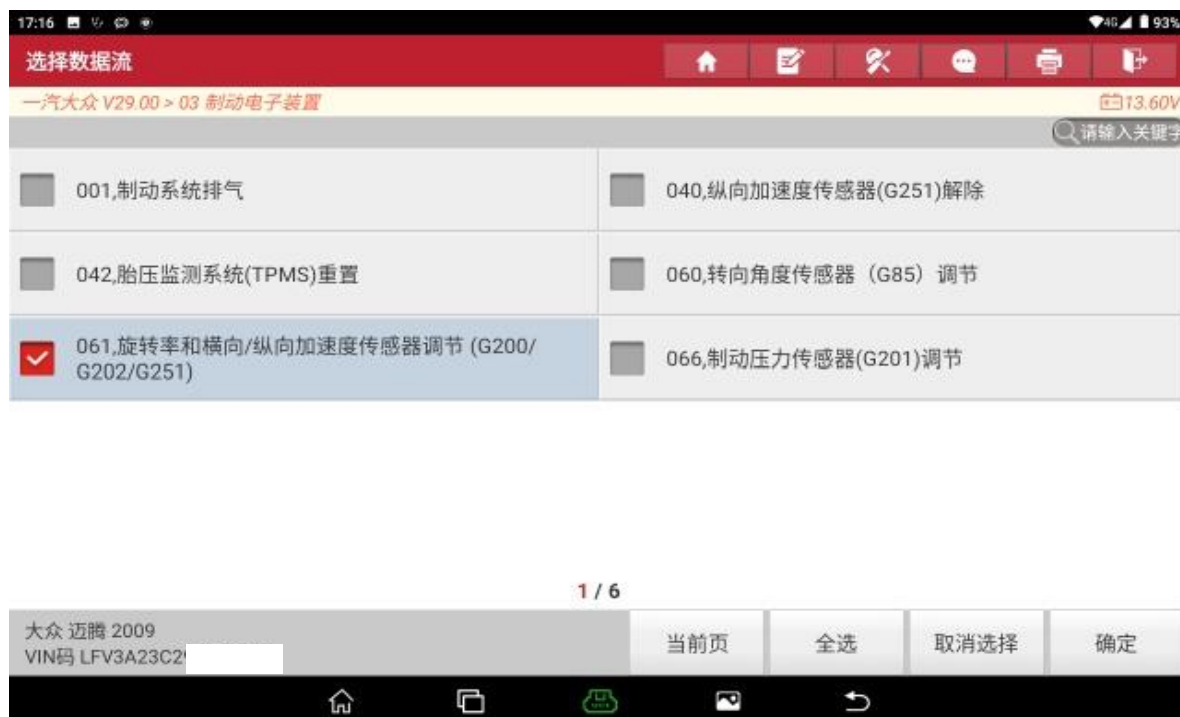 17:16
4G 93%
选择数据流
一汽大众 V29.00 > 03 制动电子装置
13.60V
请输入关键字
001,制动系统排气
040,纵向加速度传感器(G251)解除
042,胎压监测系统(TPMS)重置
060,转向角度传感器（G85）调节
061,旋转率和横向/纵向加速度传感器调节 (G200/
G202/G251)
066,制动压力传感器(G201)调节
1 / 6
大众 迈腾 2009
VIN码 LFV3A23C2
当前页
全选
取消选择
确定